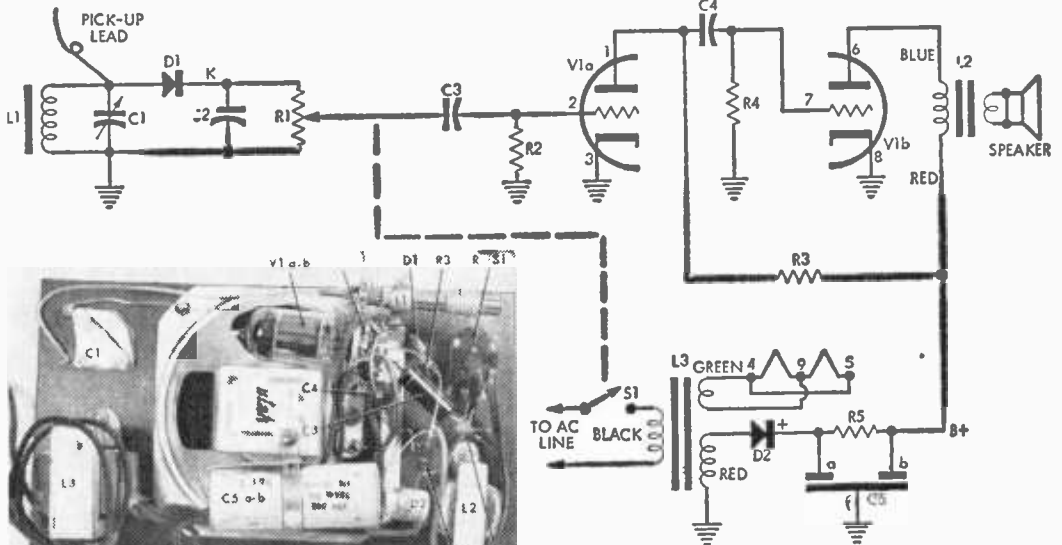 PICK-UP
LEAD
C4
D1
K
L1
C1
R1
C3
R2
V1a
1
2
3
R4
6
7
8
V1b
BLUE
L2
RED
SPEAKER
R3
V1 a-b
D1
R3
S1
C1
C4
utah
L3
C5 a-b
L2
S1
TO AC
LINE
BLACK
L3
GREEN
4
9
5
RED
D2
+
R5
B+
a
b
C5